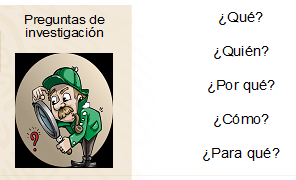 Preguntas de
investigación
¿Qué?
¿Quién?
¿Por qué?
¿Cómo?
¿Para qué?